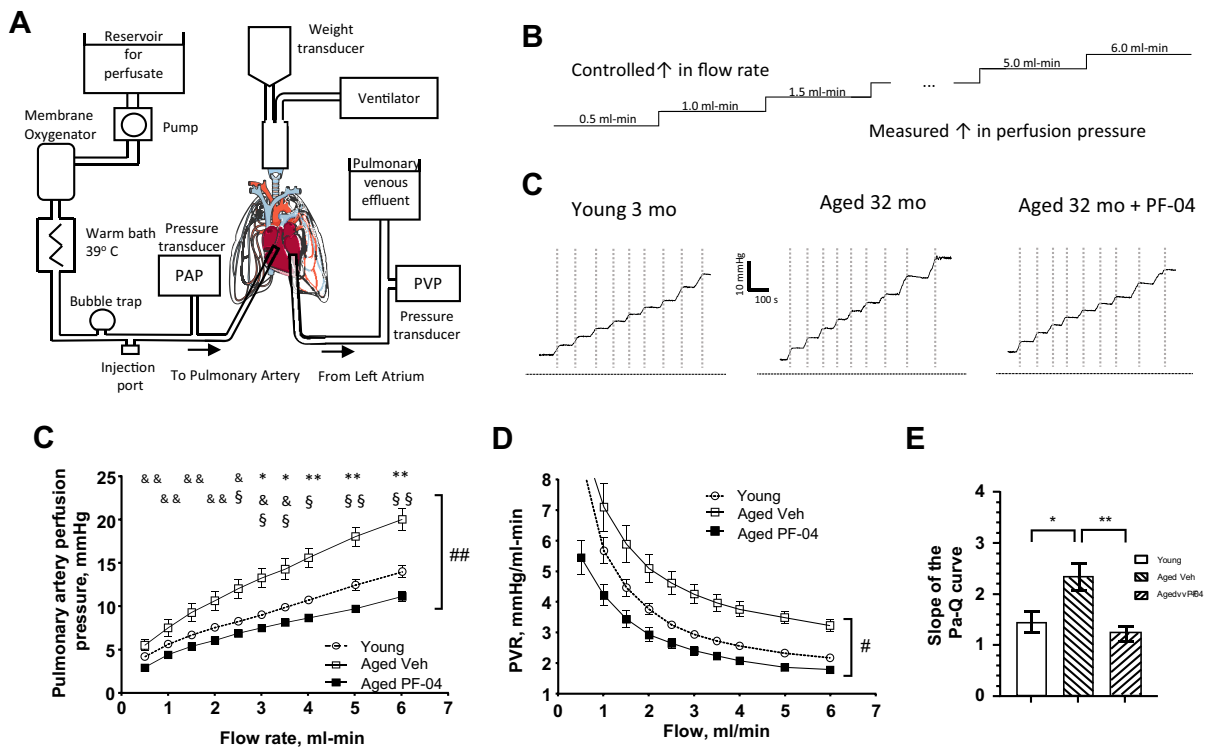 A
Reservoir
for
perfusate
Weight
transducer
Ventilator
Membrane
Oxygenator
Pump
Pulmonary
venous
effluent
Warm bath
39° C
Pressure
transducer
PAP
PVP
Pressure
transducer
Bubble trap
Injection
port
To Pulmonary Artery
From Left Atrium
B
Controlled ↑ in flow rate
0.5 ml-min
1.0 ml-min
1.5 ml-min
...
5.0 ml-min
6.0 ml-min
Measured ↑ in perfusion pressure
C
Young 3 mo
Aged 32 mo
Aged 32 mo + PF-04
10 mmHg
100 s
C
Pulmonary artery perfusion
pressure, mmHg
25
20
15
10
5
0
&& && & * * ** ** **
&& && § & & § §§ §§
§ §
##
Young
Aged Veh
Aged PF-04
0 1 2 3 4 5 6 7
Flow rate, ml-min
D
PVR, mmHg/ml-min
8
7
6
5
4
3
2
1
Young
Aged Veh
Aged PF-04
#
0 1 2 3 4 5 6 7
Flow, ml/min
E
Slope of the
Pa-Q curve
4
3
2
1
0
* **
Young
Aged Veh